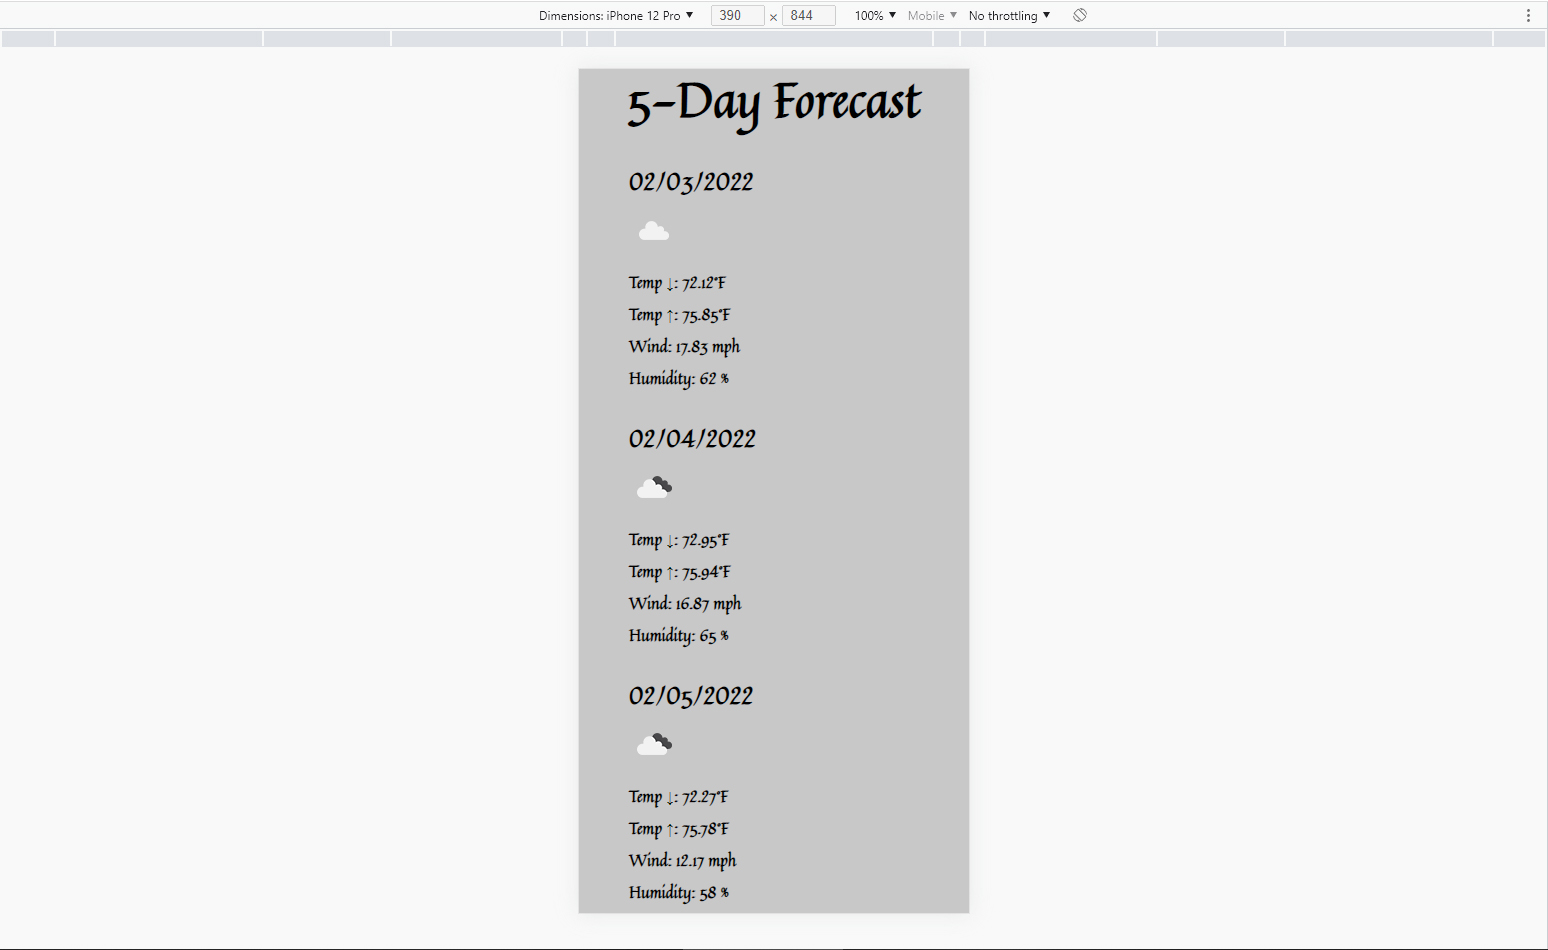 Dimensions: iPhone 12 Pro ▼ 390 × 844 100% ▼ Mobile ▼ No throttling ▼
5-Day Forecast
02/03/2022
Temp ↓: 72.12°F
Temp ↑: 75.85°F
Wind: 17.83 mph
Humidity: 62 %
02/04/2022
Temp ↓: 72.95°F
Temp ↑: 75.94°F
Wind: 16.87 mph
Humidity: 65 %
02/05/2022
Temp ↓: 72.27°F
Temp ↑: 75.78°F
Wind: 12.17 mph
Humidity: 58 %